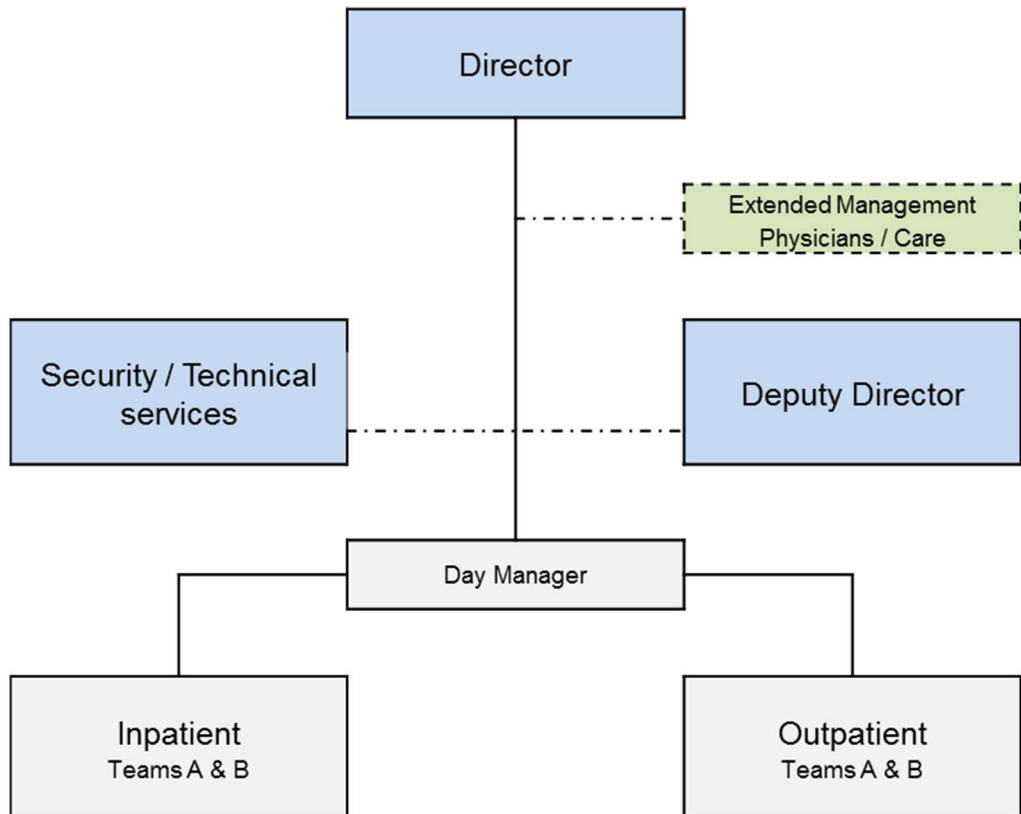 Director
Extended Management
Physicians / Care
Security / Technical
services
Deputy Director
Day Manager
Inpatient
Teams A & B
Outpatient
Teams A & B